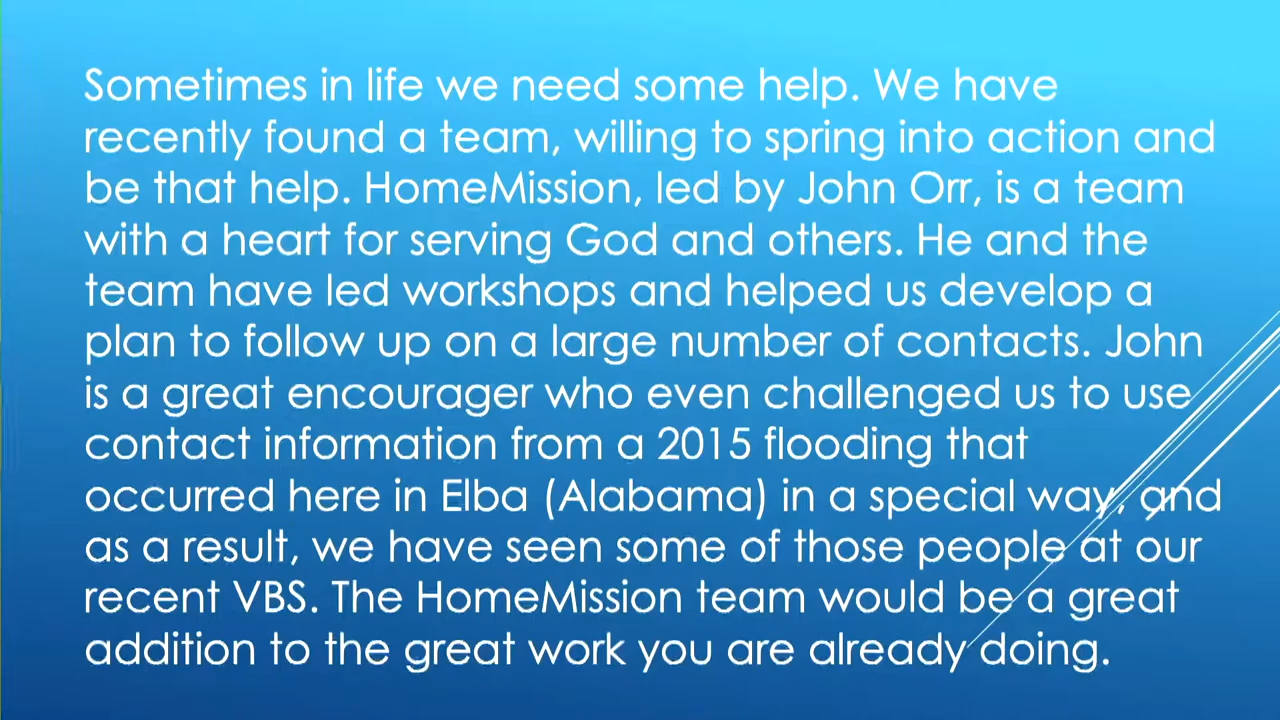 Sometimes in life we need some help. We have
recently found a team, willing to spring into action and
be that help. HomeMission, led by John Orr, is a team
with a heart for serving God and others. He and the
team have led workshops and helped us develop a
plan to follow up on a large number of contacts. John
is a great encourager who even challenged us to use
contact information from a 2015 flooding that
occurred here in Elba (Alabama) in a special way, and
as a result, we have seen some of those people at our
recent VBS. The HomeMission team would be a great
addition to the great work you are already doing.